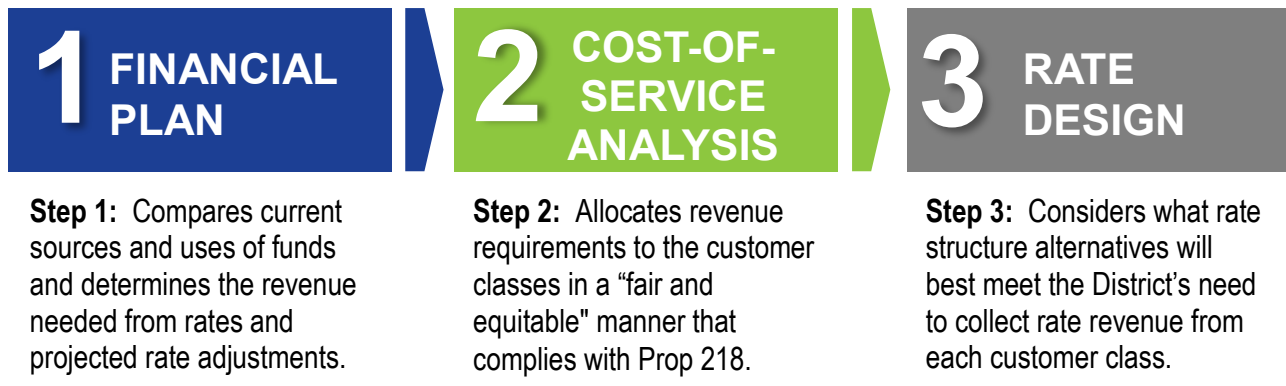 1 FINANCIAL
PLAN
2 COST-OF-
SERVICE
ANALYSIS
3 RATE
DESIGN
Step 1:  Compares current
sources and uses of funds
and determines the revenue
needed from rates and
projected rate adjustments.
Step 2:  Allocates revenue
requirements to the customer
classes in a “fair and
equitable" manner that
complies with Prop 218.
Step 3:  Considers what rate
structure alternatives will
best meet the District’s need
to collect rate revenue from
each customer class.